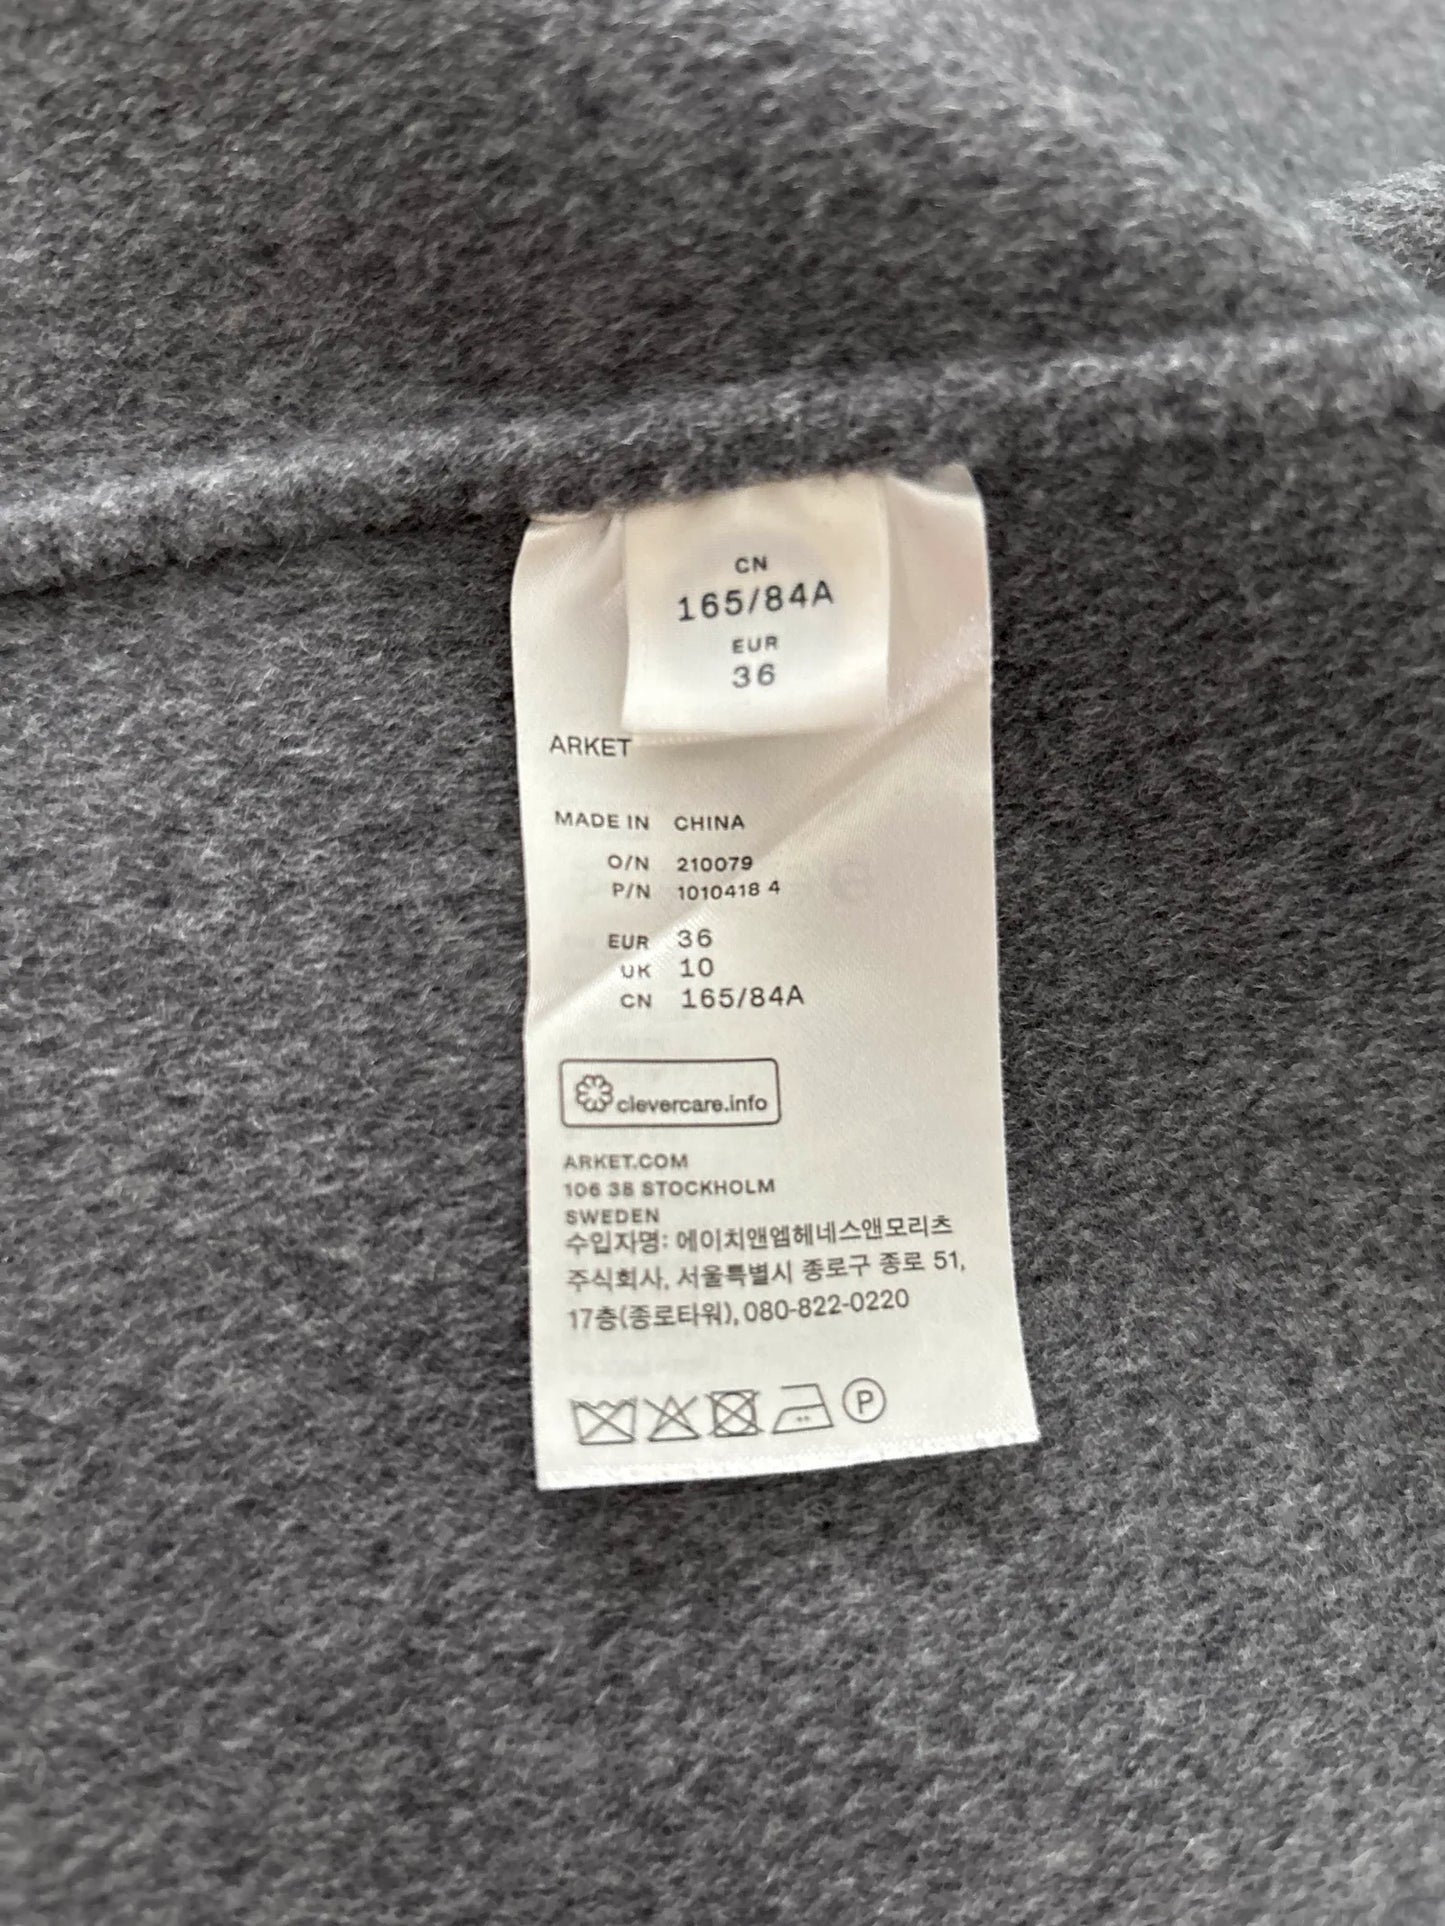 CN
165/84A
EUR
36
ARKET
MADE IN CHINA
O/N 210079
P/N 1010418 4
EUR 36
UK 10
CN 165/84A
clevercare.info
ARKET.COM
106 38 STOCKHOLM
SWEDEN
수입자명: 에이치앤엠헤네스앤모리츠
주식회사, 서울특별시 종로구 종로 51,
17층(종로타워), 080-822-0220
P